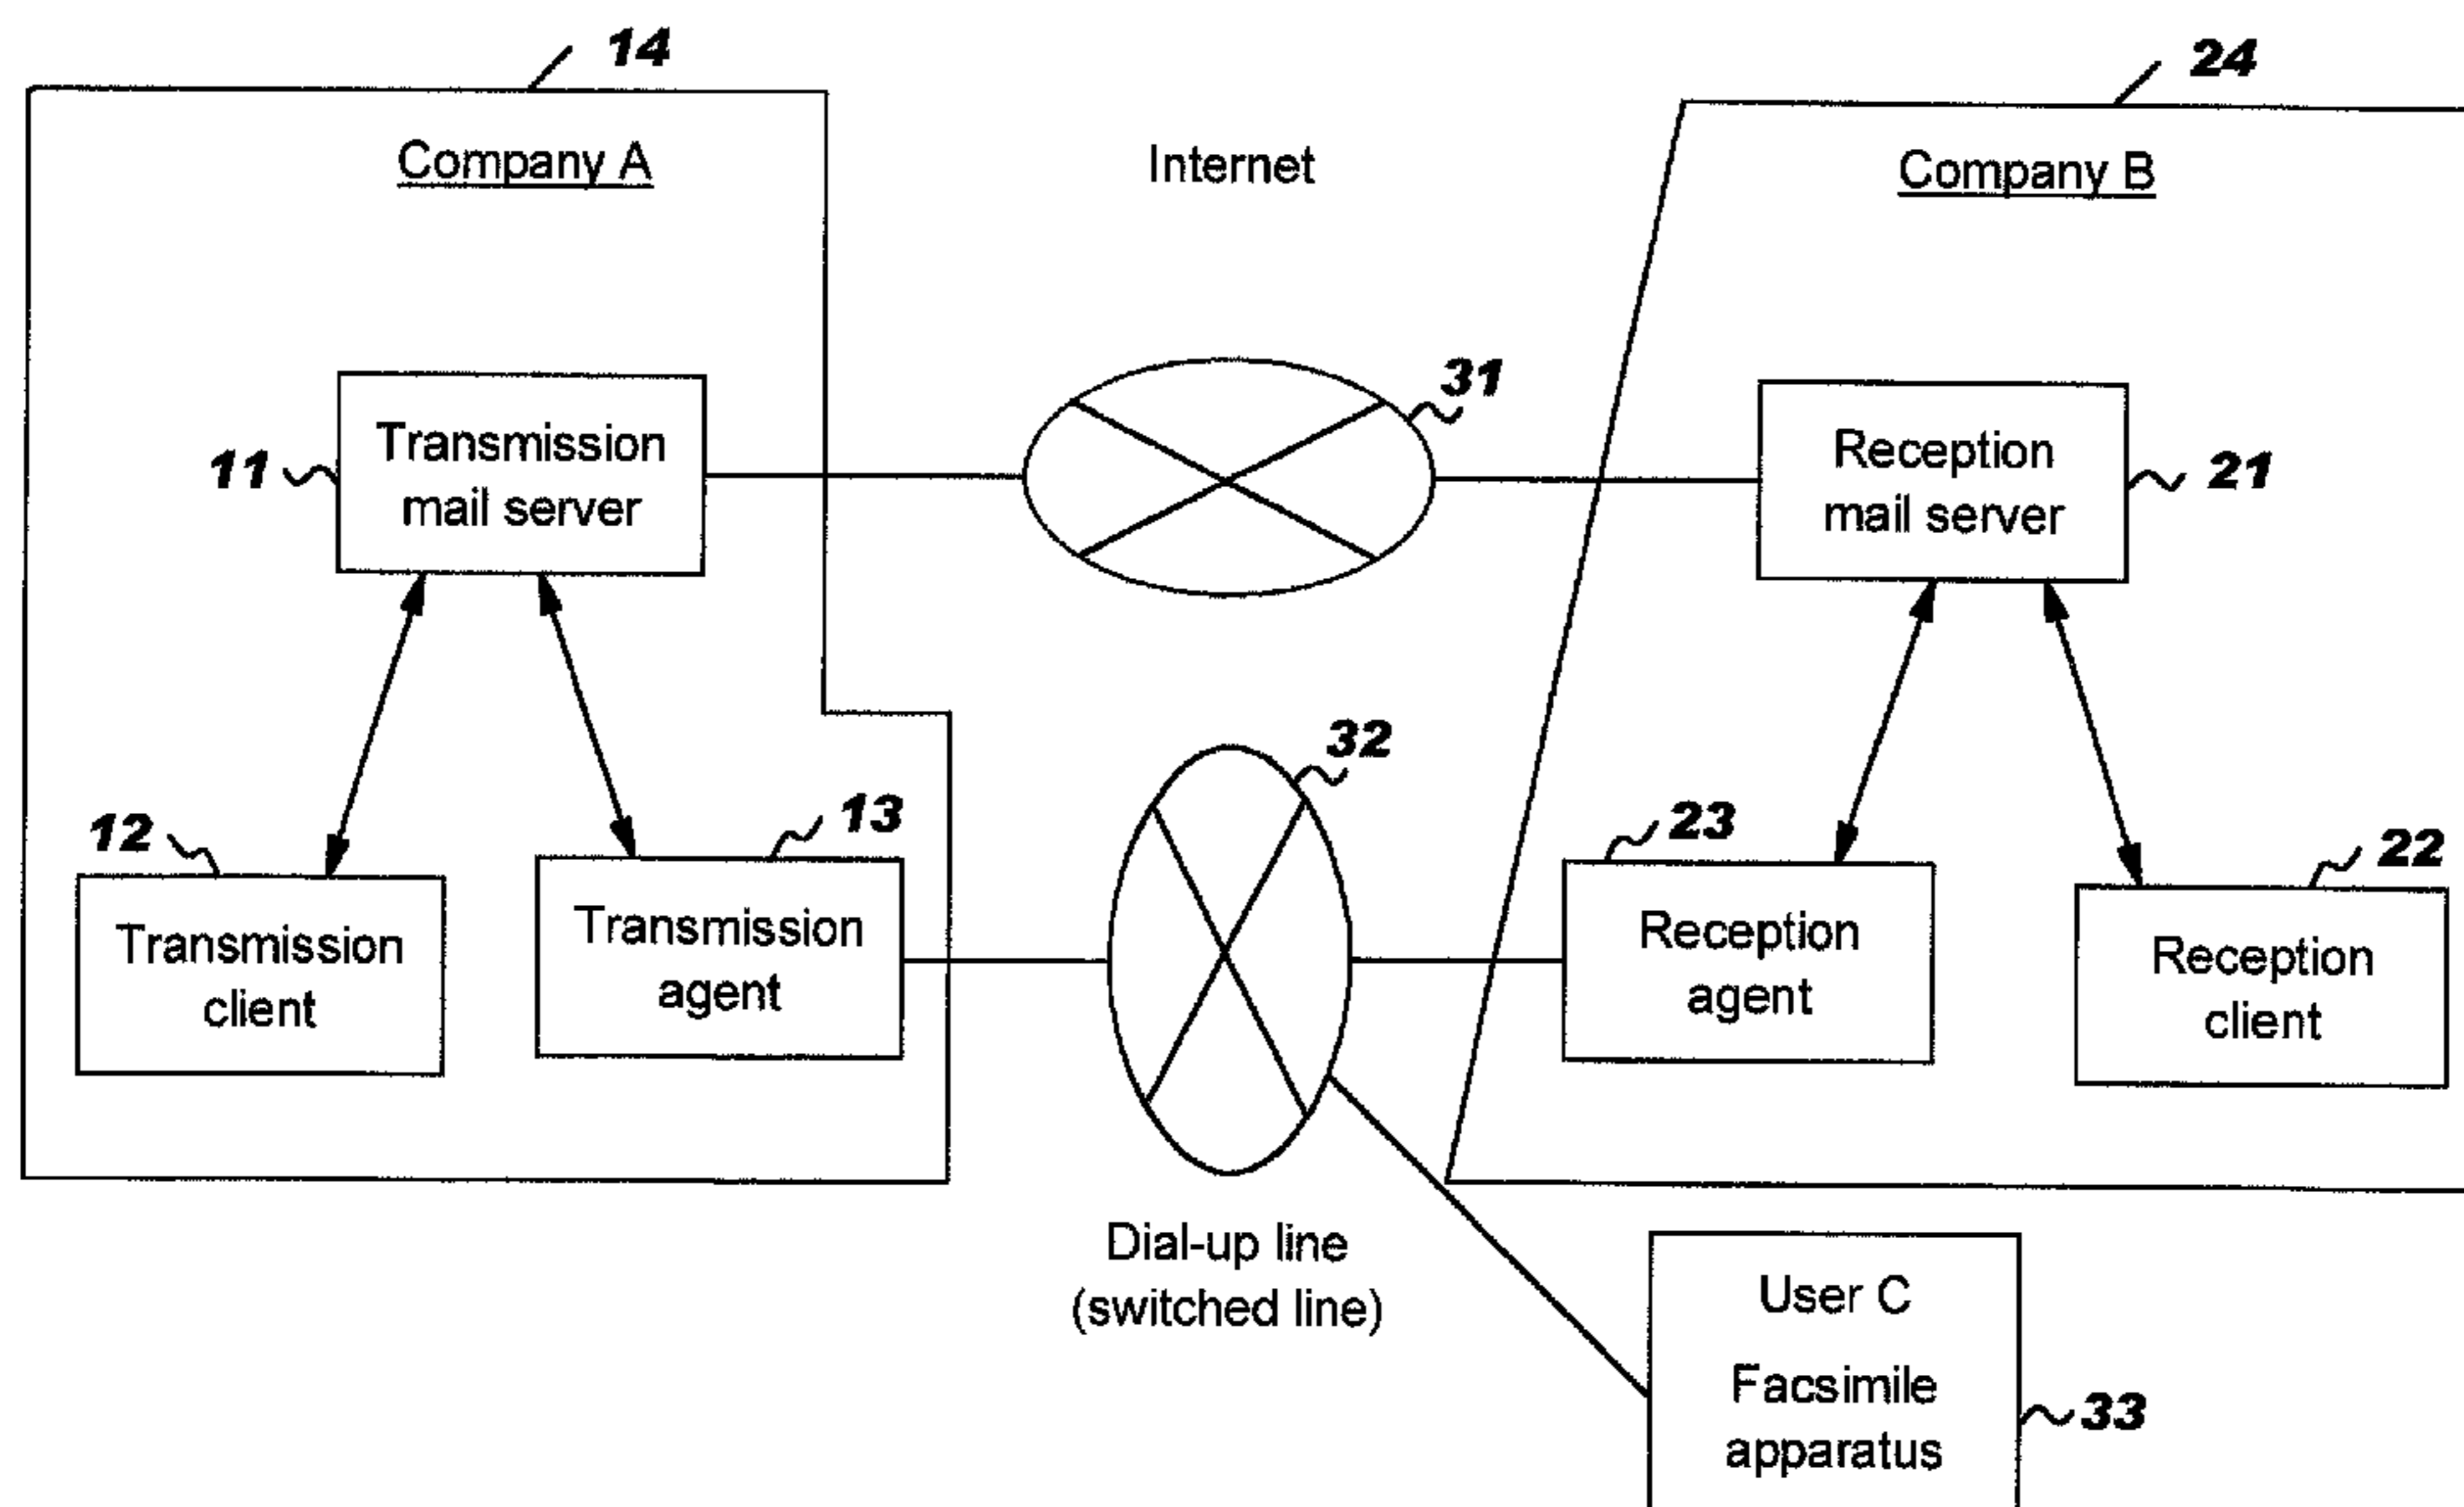 14
24
Company A
Internet
Company B
31
11
Transmission
mail server
Reception
mail server
21
32
12
13
23
22
Transmission
client
Transmission
agent
Reception
agent
Reception
client
Dial-up line
(switched line)
User C
Facsimile
apparatus
33